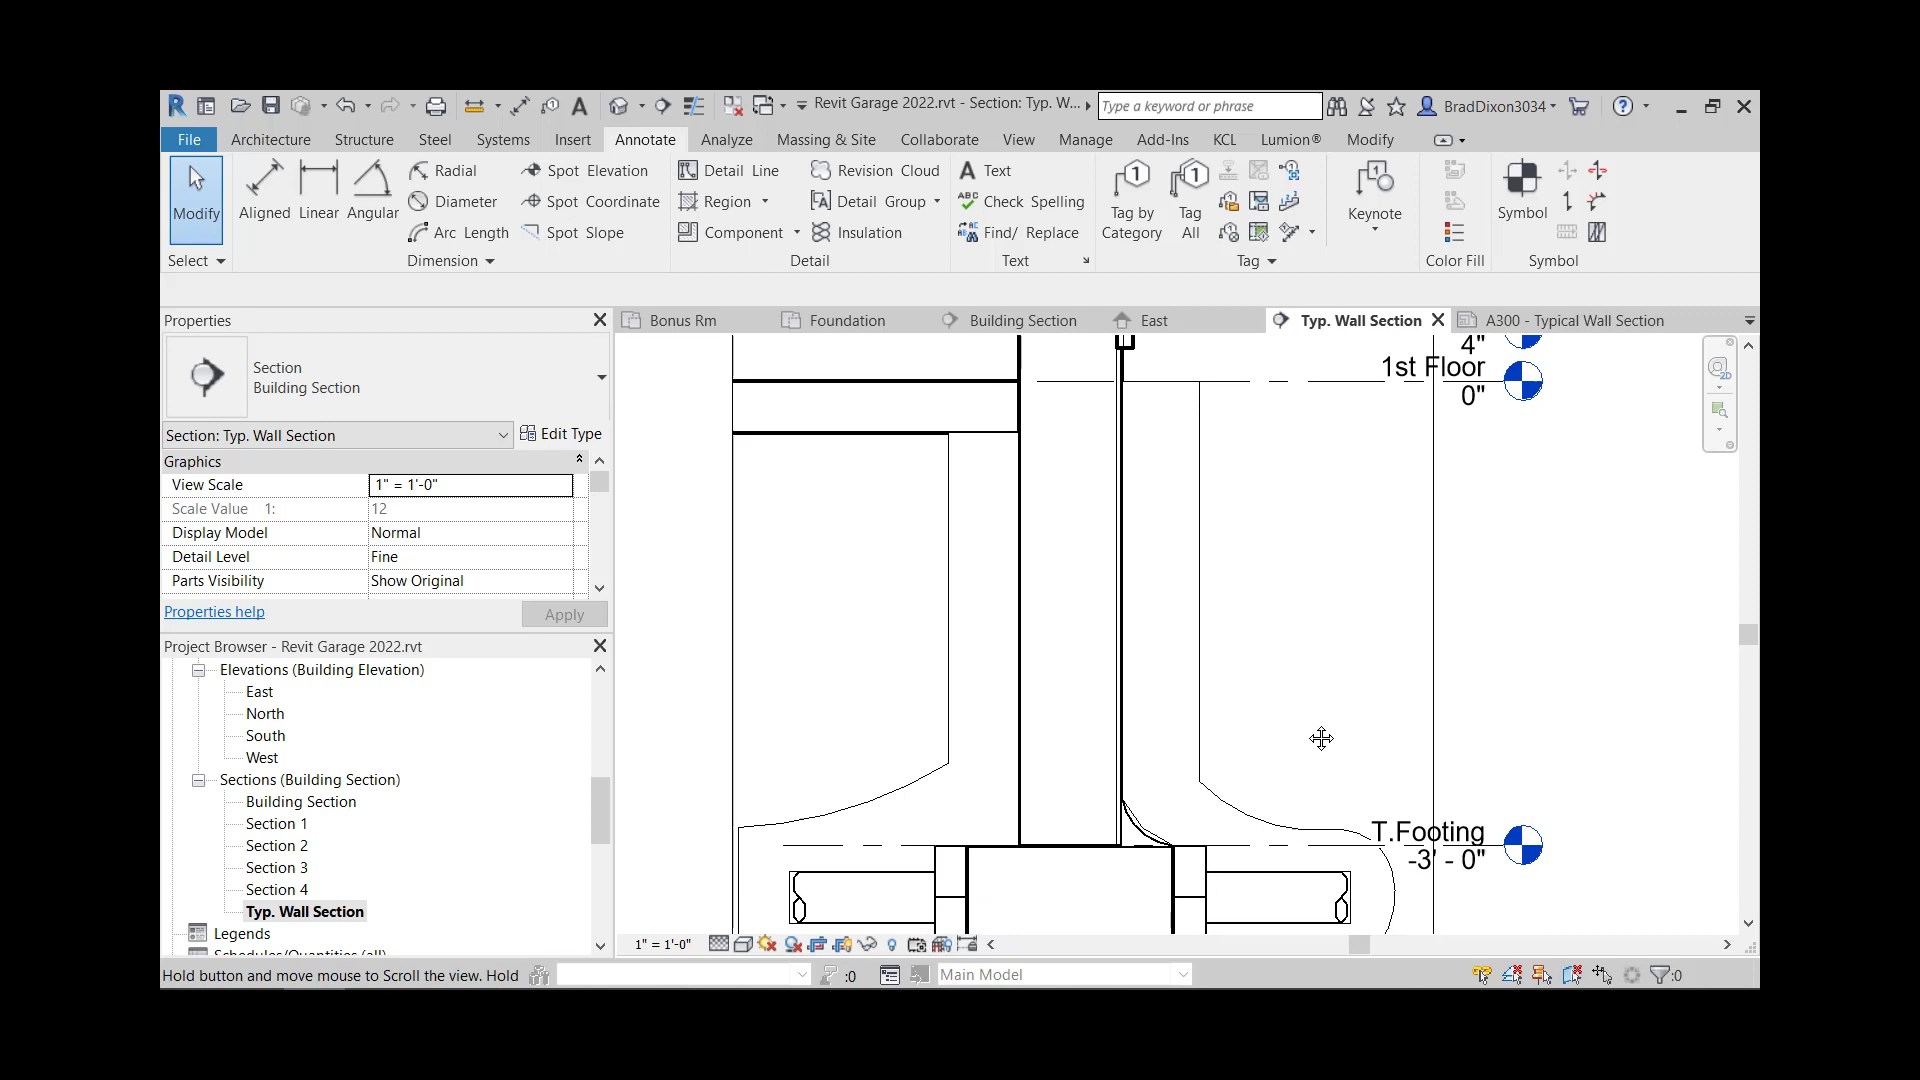 Revit Garage 2022.rvt - Section: Typ. W...
Type a keyword or phrase
BradDixon3034
File Architecture Structure Steel Systems Insert Annotate Analyze Massing & Site Collaborate View Manage Add-Ins KCL Lumion® Modify
Modify
Select
Aligned Linear Angular
Radial
Diameter
Arc Length
Spot Elevation
Spot Coordinate
Spot Slope
Dimension
Detail Line
Region
Component
Revision Cloud
Detail Group
Insulation
Detail
Text
Check Spelling
Find/ Replace
Text
Tag by
Category
Tag
All
Tag
Keynote
Color Fill
Symbol
Symbol
Properties
Bonus Rm
Foundation
Building Section
East
Typ. Wall Section
A300 - Typical Wall Section
Section
Building Section
Section: Typ. Wall Section
Edit Type
Graphics
View Scale 1" = 1'-0"
Scale Value 1: 12
Display Model Normal
Detail Level Fine
Parts Visibility Show Original
Properties help
Apply
Project Browser - Revit Garage 2022.rvt
Elevations (Building Elevation)
East
North
South
West
Sections (Building Section)
Building Section
Section 1
Section 2
Section 3
Section 4
Typ. Wall Section
Legends
Schedules/Quantities (all)
4"
1st Floor
0"
T.Footing
-3' - 0"
2D
1" = 1'-0"
Hold button and move mouse to Scroll the view. Hold
:0
Main Model
:0